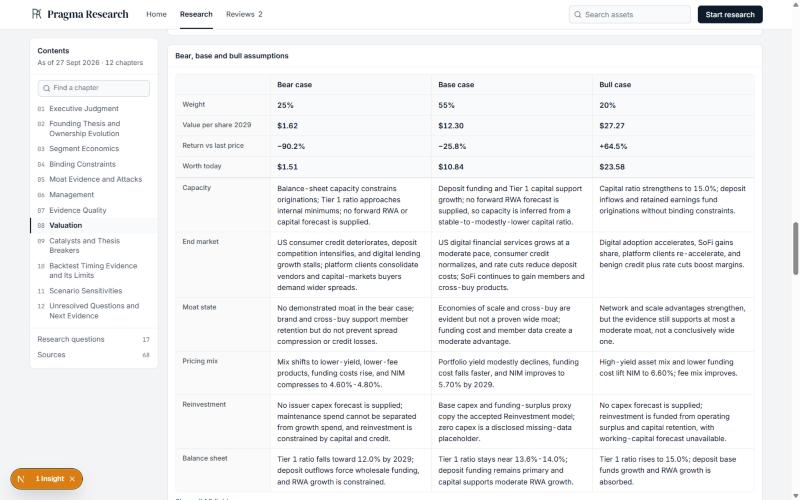 Pragma Research
Home
Research
Reviews 2
Search assets
Start research
Contents
As of 27 Sept 2026 · 12 chapters
Find a chapter
01 Executive Judgment
02 Founding Thesis and
Ownership Evolution
03 Segment Economics
04 Binding Constraints
05 Moat Evidence and Attacks
06 Management
07 Evidence Quality
08 Valuation
09 Catalysts and Thesis
Breakers
10 Backtest Timing Evidence
and Its Limits
11 Scenario Sensitivities
12 Unresolved Questions and
Next Evidence
Research questions 17
Sources 68
1 Insight
Bear, base and bull assumptions
Bear case Base case Bull case
Weight 25% 55% 20%
Value per share 2029 $1.62 $12.30 $27.27
Return vs last price −90.2% −25.8% +64.5%
Worth today $1.51 $10.84 $23.58
Capacity
Balance-sheet capacity constrains
originations; Tier 1 ratio approaches
internal minimums; no forward RWA or
capital forecast is supplied.
Deposit funding and Tier 1 capital support
growth; no forward RWA forecast is
supplied, so capacity is inferred from a
stable-to-modestly-lower capital ratio.
Capital ratio strengthens to 15.0%; deposit
inflows and retained earnings fund
originations without binding constraints.
End market
US consumer credit deteriorates, deposit
competition intensifies, and digital lending
growth stalls; platform clients consolidate
vendors and capital-markets buyers
demand wider spreads.
US digital financial services grows at a
moderate pace, consumer credit
normalizes, and rate cuts reduce deposit
costs; SoFi continues to gain members and
cross-buy products.
Digital adoption accelerates, SoFi gains
share, platform clients re-accelerate, and
benign credit plus rate cuts boost margins.
Moat state
No demonstrated moat in the bear case;
brand and cross-buy support member
retention but do not prevent spread
compression or credit losses.
Economies of scale and cross-buy are
evident but not a proven wide moat;
funding cost and member data create a
moderate advantage.
Network and scale advantages strengthen,
but the evidence still supports at most a
moderate moat, not a conclusively wide
one.
Pricing mix
Mix shifts to lower-yield, lower-fee
products, funding costs rise, and NIM
compresses to 4.60%-4.80%.
Portfolio yield modestly declines, funding
cost falls faster, and NIM improves to
5.70% by 2029.
High-yield asset mix and lower funding
cost lift NIM to 6.60%; fee mix improves.
Reinvestment
No issuer capex forecast is supplied;
maintenance spend cannot be separated
from growth spend, and reinvestment is
constrained by capital and credit.
Base capex and funding-surplus proxy
copy the accepted Reinvestment model;
zero capex is a disclosed missing-data
placeholder.
No capex forecast is supplied;
reinvestment is funded from operating
surplus and capital retention, with
working-capital forecast unavailable.
Balance sheet
Tier 1 ratio falls toward 12.0% by 2029;
deposit outflows force wholesale funding,
and RWA growth is constrained.
Tier 1 ratio stays near 13.6%-14.0%;
deposit funding remains primary and
capital supports moderate RWA growth.
Tier 1 ratio rises to 15.0%; deposit base
funds growth and RWA growth is
absorbed.